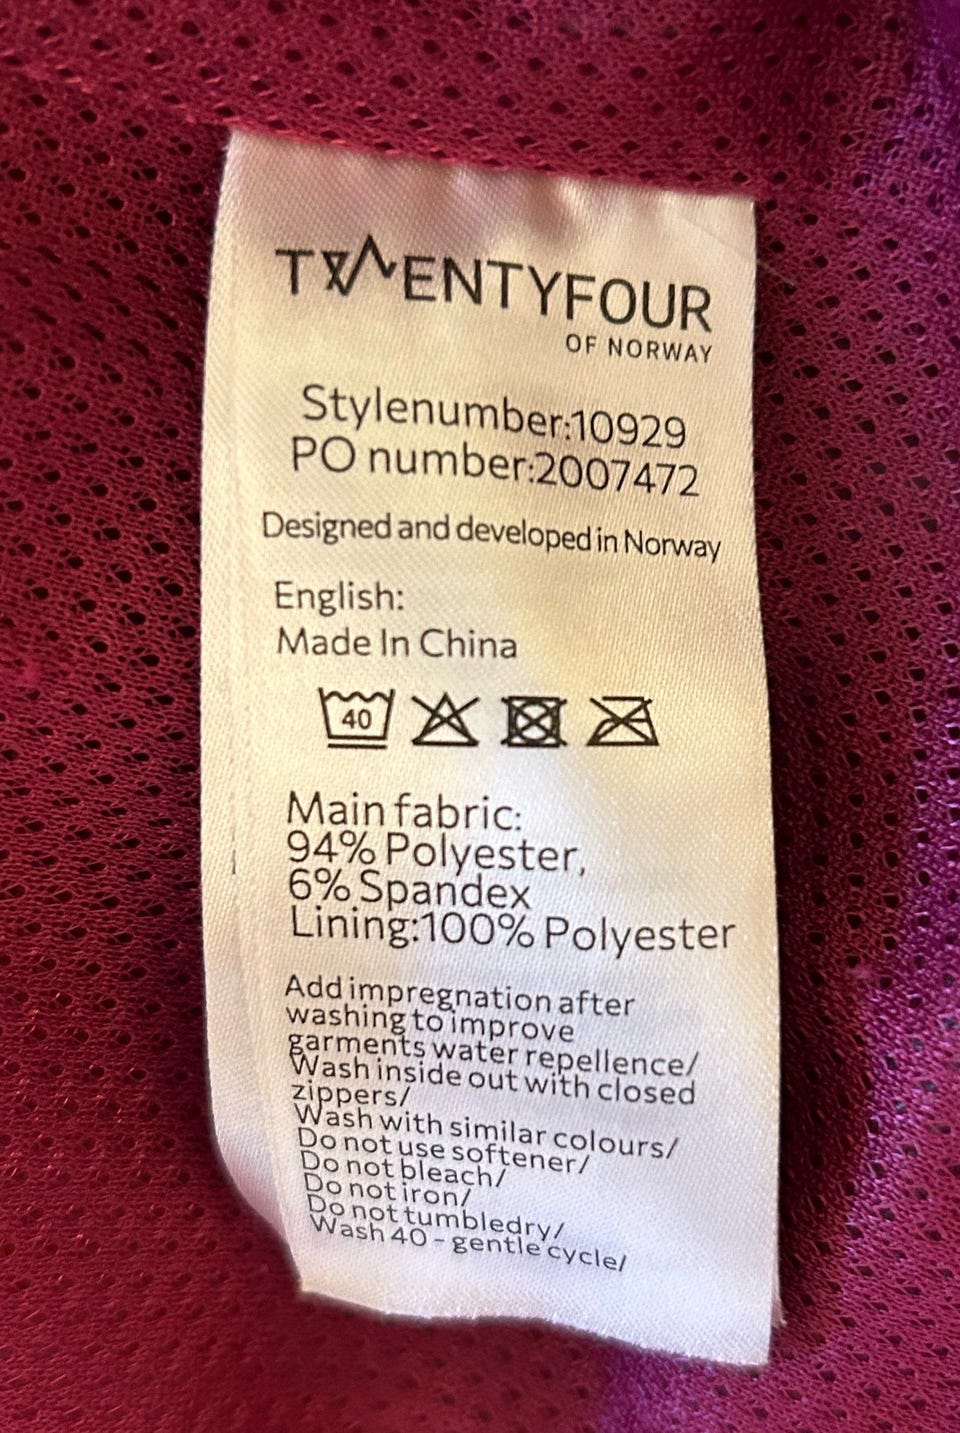 TWENTYFOUR
OF NORWAY
Stylenumber:10929
PO number:2007472
Designed and developed in Norway
English:
Made In China
40
Main fabric:
94% Polyester,
6% Spandex
Lining:100% Polyester
Add impregnation after
washing to improve
garments water repellence/
Wash inside out with closed
zippers/
Wash with similar colours/
Do not use softener/
Do not bleach/
Do not iron/
Do not tumbledry/
Wash 40 - gentle cycle/